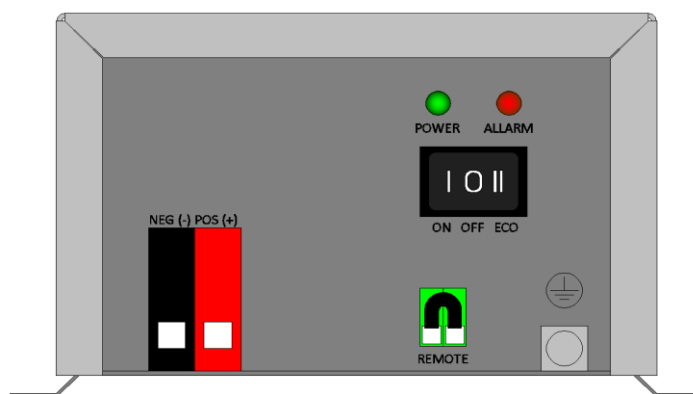 POWER ALLARM
I O II
ON OFF ECO
NEG (-) POS (+)
REMOTE